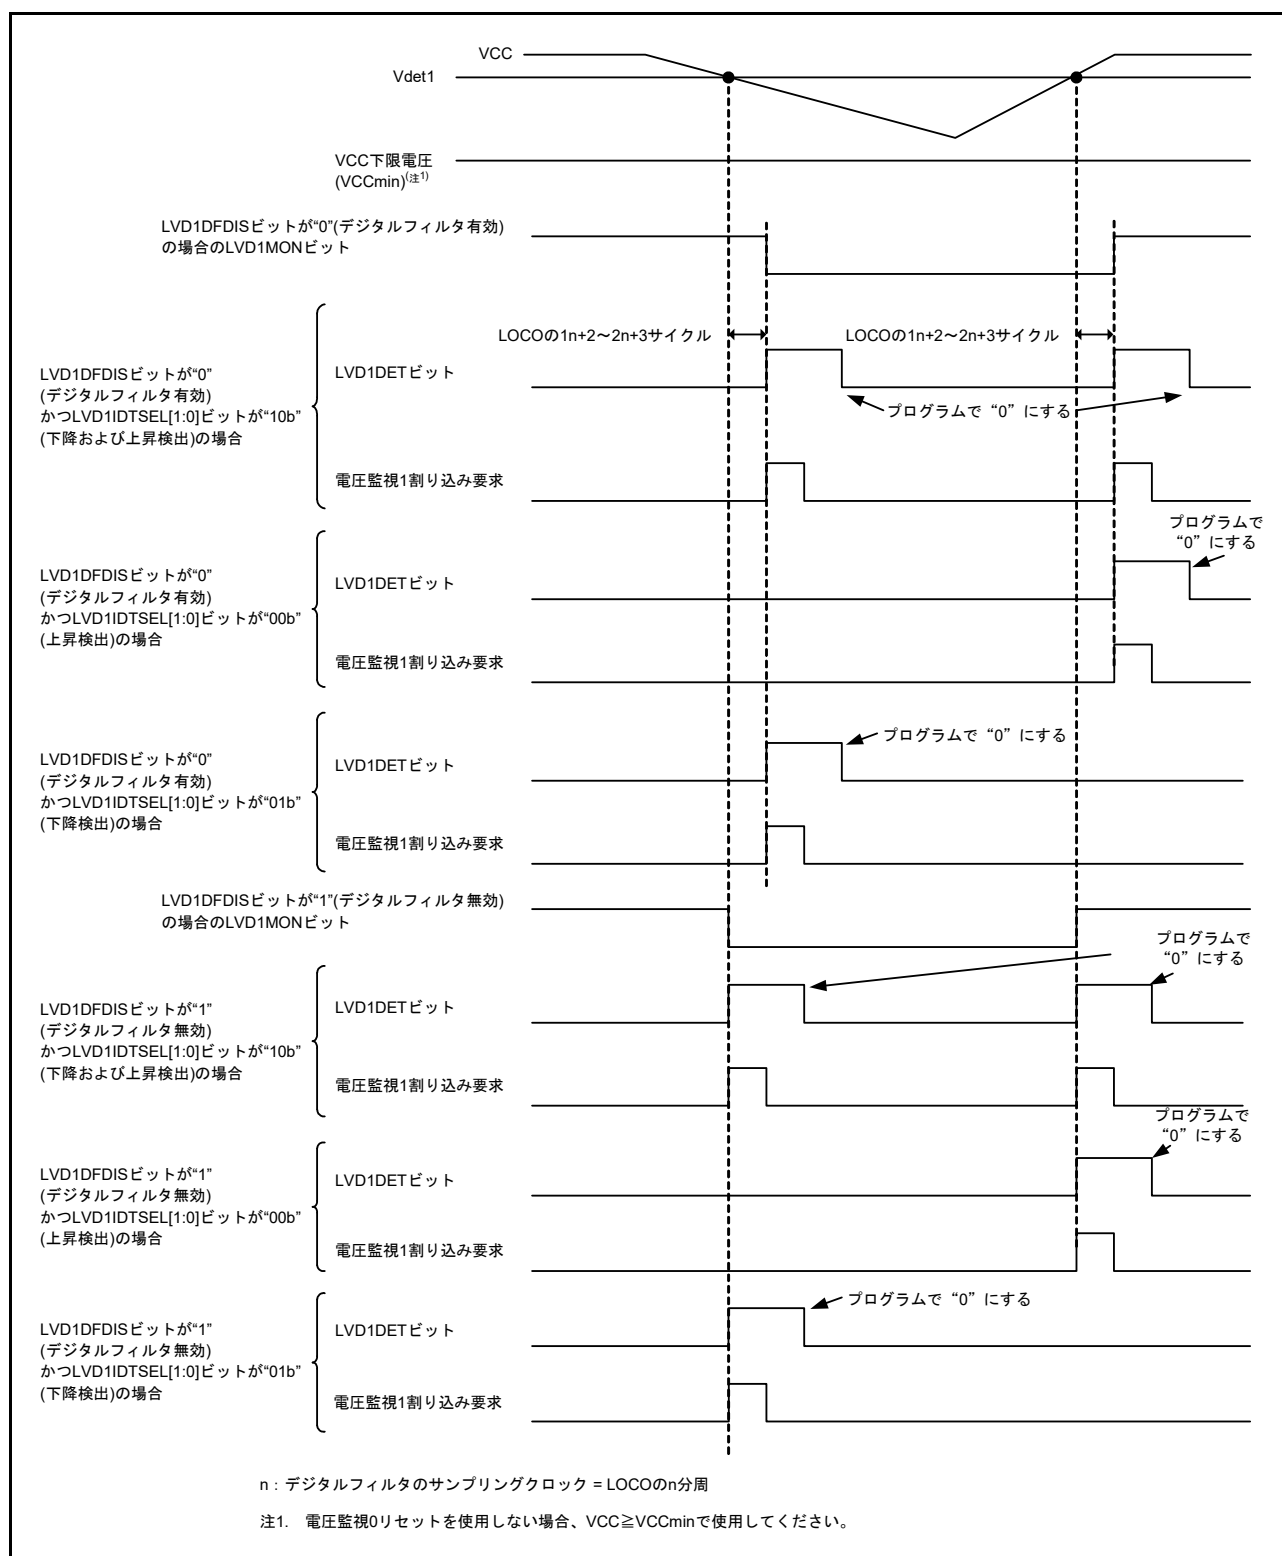 VCC
Vdet1
VCC下限電圧
(VCCmin)(注1)
LVD1DFDISビットが“0”(デジタルフィルタ有効)
の場合のLVD1MONビット
LOCOの1n+2～2n+3サイクル
LOCOの1n+2～2n+3サイクル
LVD1DFDISビットが“0”
(デジタルフィルタ有効)
かつLVD1IDTSEL[1:0]ビットが“10b”
(下降および上昇検出)の場合
LVD1DETビット
プログラムで“0”にする
電圧監視1割り込み要求
プログラムで
“0”にする
LVD1DFDISビットが“0”
(デジタルフィルタ有効)
かつLVD1IDTSEL[1:0]ビットが“00b”
(上昇検出)の場合
LVD1DETビット
電圧監視1割り込み要求
プログラムで“0”にする
LVD1DFDISビットが“0”
(デジタルフィルタ有効)
かつLVD1IDTSEL[1:0]ビットが“01b”
(下降検出)の場合
LVD1DETビット
電圧監視1割り込み要求
LVD1DFDISビットが“1”(デジタルフィルタ無効)
の場合のLVD1MONビット
プログラムで
“0”にする
LVD1DFDISビットが“1”
(デジタルフィルタ無効)
かつLVD1IDTSEL[1:0]ビットが“10b”
(下降および上昇検出)の場合
LVD1DETビット
電圧監視1割り込み要求
プログラムで
“0”にする
LVD1DFDISビットが“1”
(デジタルフィルタ無効)
かつLVD1IDTSEL[1:0]ビットが“00b”
(上昇検出)の場合
LVD1DETビット
電圧監視1割り込み要求
プログラムで“0”にする
LVD1DFDISビットが“1”
(デジタルフィルタ無効)
かつLVD1IDTSEL[1:0]ビットが“01b”
(下降検出)の場合
LVD1DETビット
電圧監視1割り込み要求
n：デジタルフィルタのサンプリングクロック = LOCOのn分周
注1. 電圧監視0リセットを使用しない場合、VCC≧VCCminで使用してください。